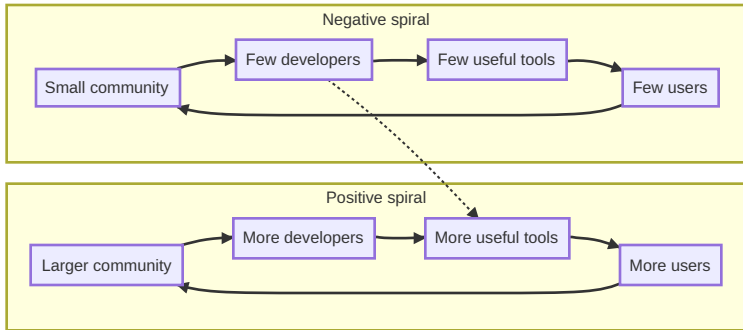 Negative spiral
Few developers
Few useful tools
Small community
Few users
Positive spiral
More developers
More useful tools
Larger community
More users